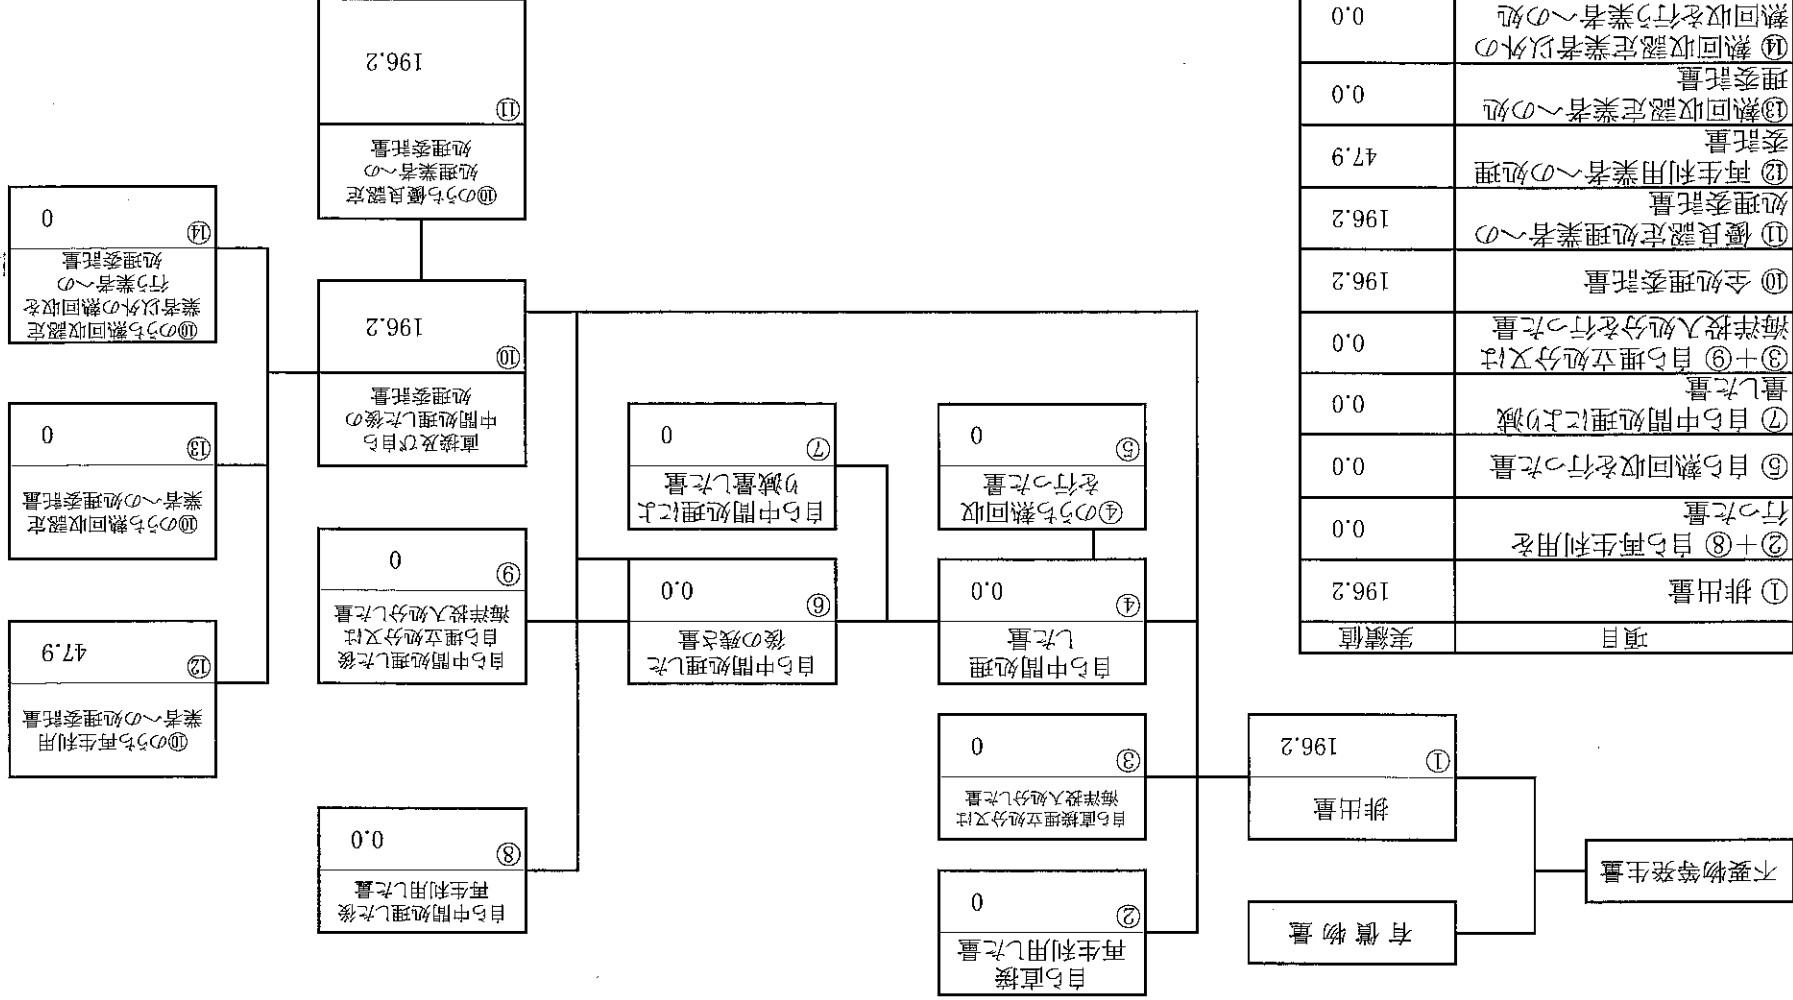 不要物等発生量
有償物量
排出量
① 196.2
自ら直接
再生利用した量
② 0
自ら直接埋立処分又は
海洋投入処分した量
③ 0
自ら中間処理
した量
④ 0.0
④のうち熱回収
を行った量
⑤ 0
自ら中間処理した
後の残さ量
⑥ 0.0
自ら中間処理によ
り減量した量
⑦ 0
自ら中間処理した後
再生利用した量
⑧ 0.0
自ら中間処理した後
自ら埋立処分又は
海洋投入処分した量
⑨ 0
直接及び自ら
中間処理した後の
処理委託量
⑩ 196.2
⑩のうち優良認定
処理業者への
処理委託量
⑪ 196.2
⑩のうち再生利用
業者への処理委託量
⑫ 47.9
⑩のうち熱回収認定
業者への処理委託量
⑬ 0
⑩のうち熱回収認定
業者以外の熱回収を
行う業者への
処理委託量
⑭ 0
項目 実績値
① 排出量 196.2
②+⑧ 自ら再生利用を
行った量 0.0
⑤ 自ら熱回収を行った量 0.0
⑦ 自ら中間処理により減
量した量 0.0
③+⑨ 自ら埋立処分又は
海洋投入処分を行った量 0.0
⑩ 全処理委託量 196.2
⑪ 優良認定処理業者への
処理委託量 196.2
⑫ 再生利用業者への処理
委託量 47.9
⑬熱回収認定業者への処
理委託量 0.0
⑭ 熱回収認定業者以外の
熱回収を行う業者への処 0.0